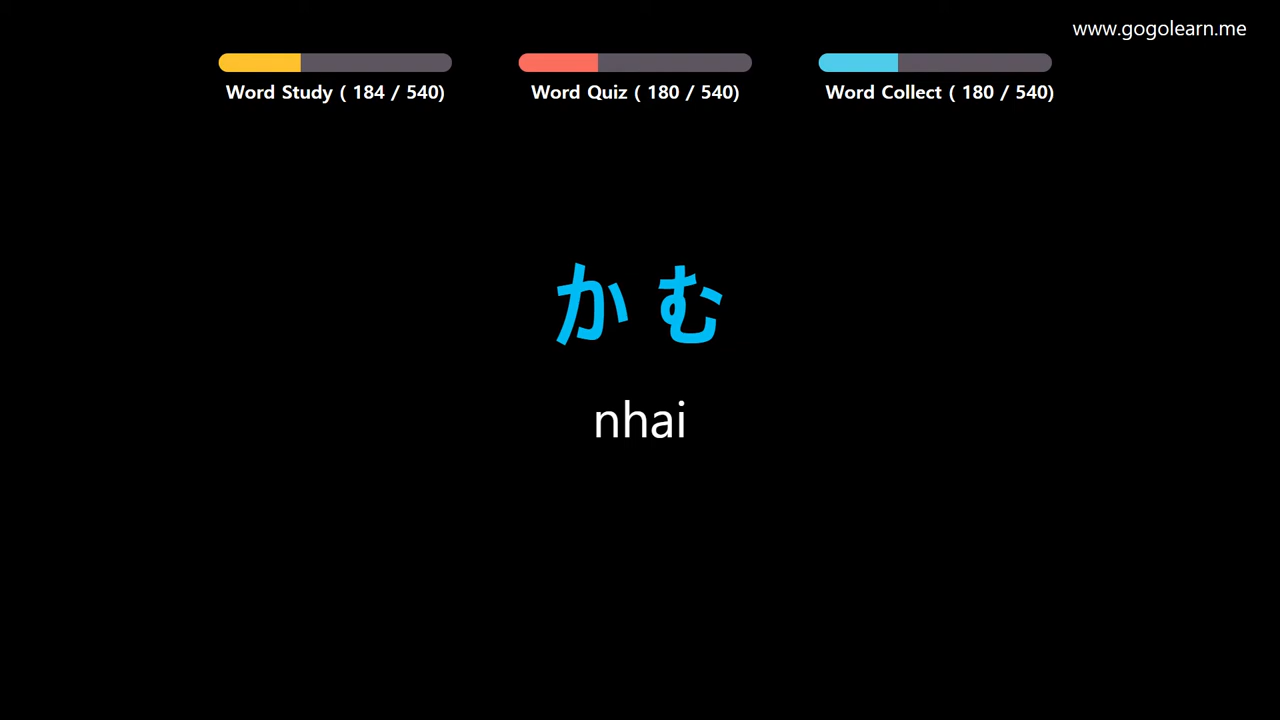 www.gogolearn.me
Word Study ( 184 / 540)
Word Quiz ( 180 / 540)
Word Collect ( 180 / 540)
かむ
nhai